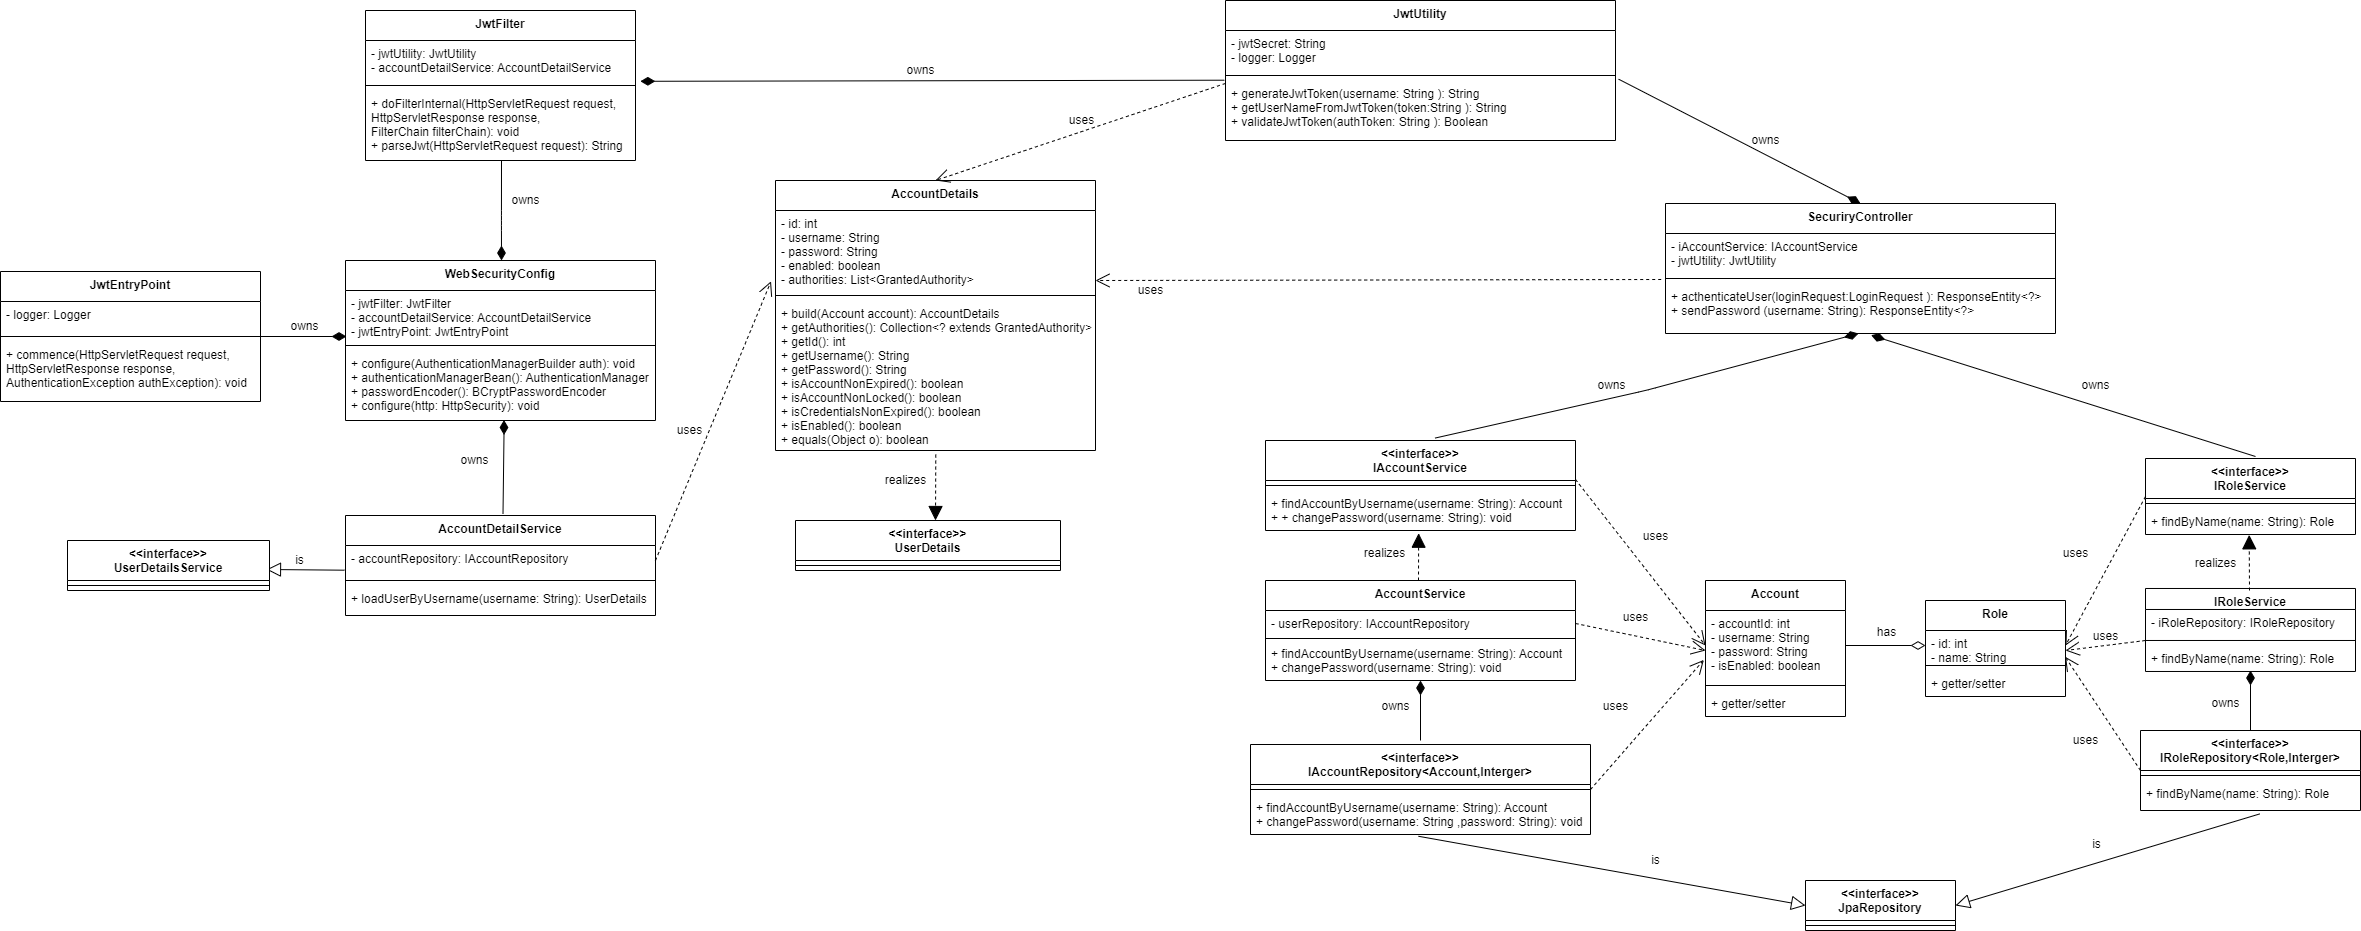 JwtFilter
- jwtUtility: JwtUtility
- accountDetailService: AccountDetailService
+ doFilterInternal(HttpServletRequest request,
HttpServletResponse response,
FilterChain filterChain): void
+ parseJwt(HttpServletRequest request): String
owns
JwtUtility
- jwtSecret: String
- logger: Logger
+ generateJwtToken(username: String ): String
+ getUserNameFromJwtToken(token:String ): String
+ validateJwtToken(authToken: String ): Boolean
uses
owns
owns
AccountDetails
- id: int
- username: String
- password: String
- enabled: boolean
- authorities: List<GrantedAuthority>
+ build(Account account): AccountDetails
+ getAuthorities(): Collection<? extends GrantedAuthority>
+ getId(): int
+ getUsername(): String
+ getPassword(): String
+ isAccountNonExpired(): boolean
+ isAccountNonLocked(): boolean
+ isCredentialsNonExpired(): boolean
+ isEnabled(): boolean
+ equals(Object o): boolean
uses
SecuriryController
- iAccountService: IAccountService
- jwtUtility: JwtUtility
+ acthenticateUser(loginRequest:LoginRequest ): ResponseEntity<?>
+ sendPassword (username: String): ResponseEntity<?>
JwtEntryPoint
- logger: Logger
+ commence(HttpServletRequest request,
HttpServletResponse response,
AuthenticationException authException): void
owns
WebSecurityConfig
- jwtFilter: JwtFilter
- accountDetailService: AccountDetailService
- jwtEntryPoint: JwtEntryPoint
+ configure(AuthenticationManagerBuilder auth): void
+ authenticationManagerBean(): AuthenticationManager
+ passwordEncoder(): BCryptPasswordEncoder
+ configure(http: HttpSecurity): void
uses
owns
owns
owns
realizes
<<interface>>
UserDetails
AccountDetailService
- accountRepository: IAccountRepository
+ loadUserByUsername(username: String): UserDetails
is
<<interface>>
UserDetailsService
<<interface>>
IAccountService
+ findAccountByUsername(username: String): Account
+ + changePassword(username: String): void
uses
realizes
AccountService
- userRepository: IAccountRepository
+ findAccountByUsername(username: String): Account
+ changePassword(username: String): void
uses
owns
uses
<<interface>>
IAccountRepository<Account,Interger>
+ findAccountByUsername(username: String): Account
+ changePassword(username: String ,password: String): void
Account
- accountId: int
- username: String
- password: String
- isEnabled: boolean
+ getter/setter
has
Role
- id: int
- name: String
+ getter/setter
<<interface>>
IRoleService
+ findByName(name: String): Role
uses
realizes
IRoleService
- iRoleRepository: IRoleRepository
+ findByName(name: String): Role
uses
owns
uses
<<interface>>
IRoleRepository<Role,Interger>
+ findByName(name: String): Role
is
is
<<interface>>
JpaRepository